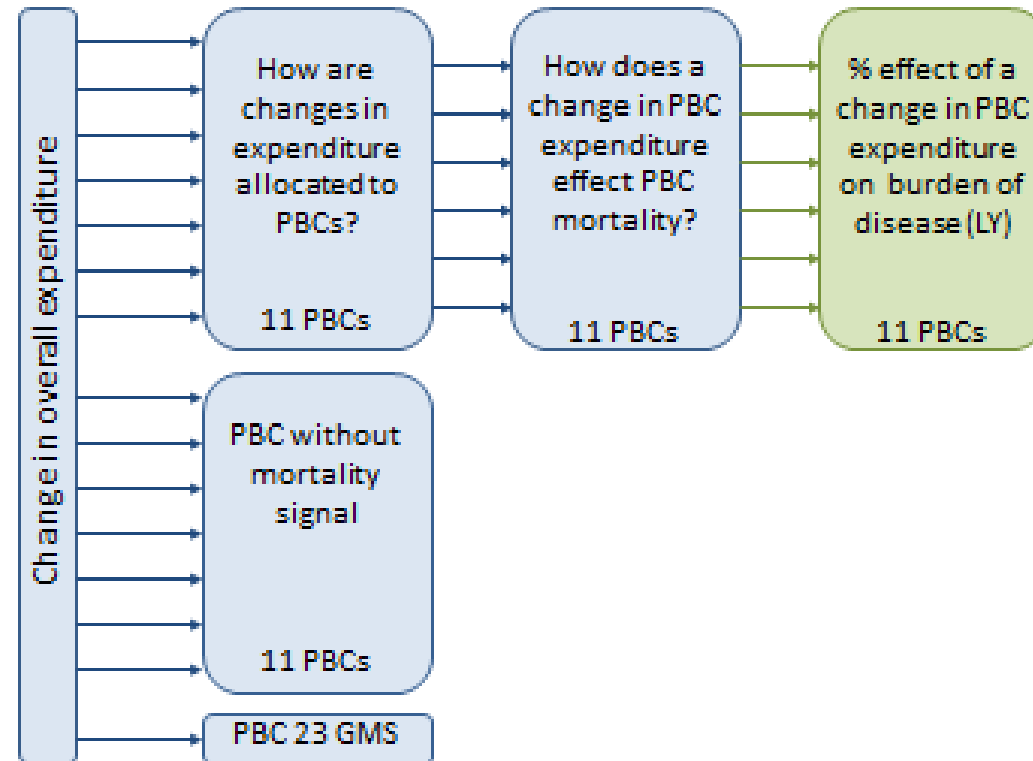 Change in overall expenditure
How are
changes in
expenditure
allocated to
PBCs?
11 PBCs
How does a
change in PBC
expenditure
effect PBC
mortality?
11 PBCs
% effect of a
change in PBC
expenditure
on burden of
disease (LY)
11 PBCs
PBC without
mortality
signal
11 PBCs
PBC 23 GMS